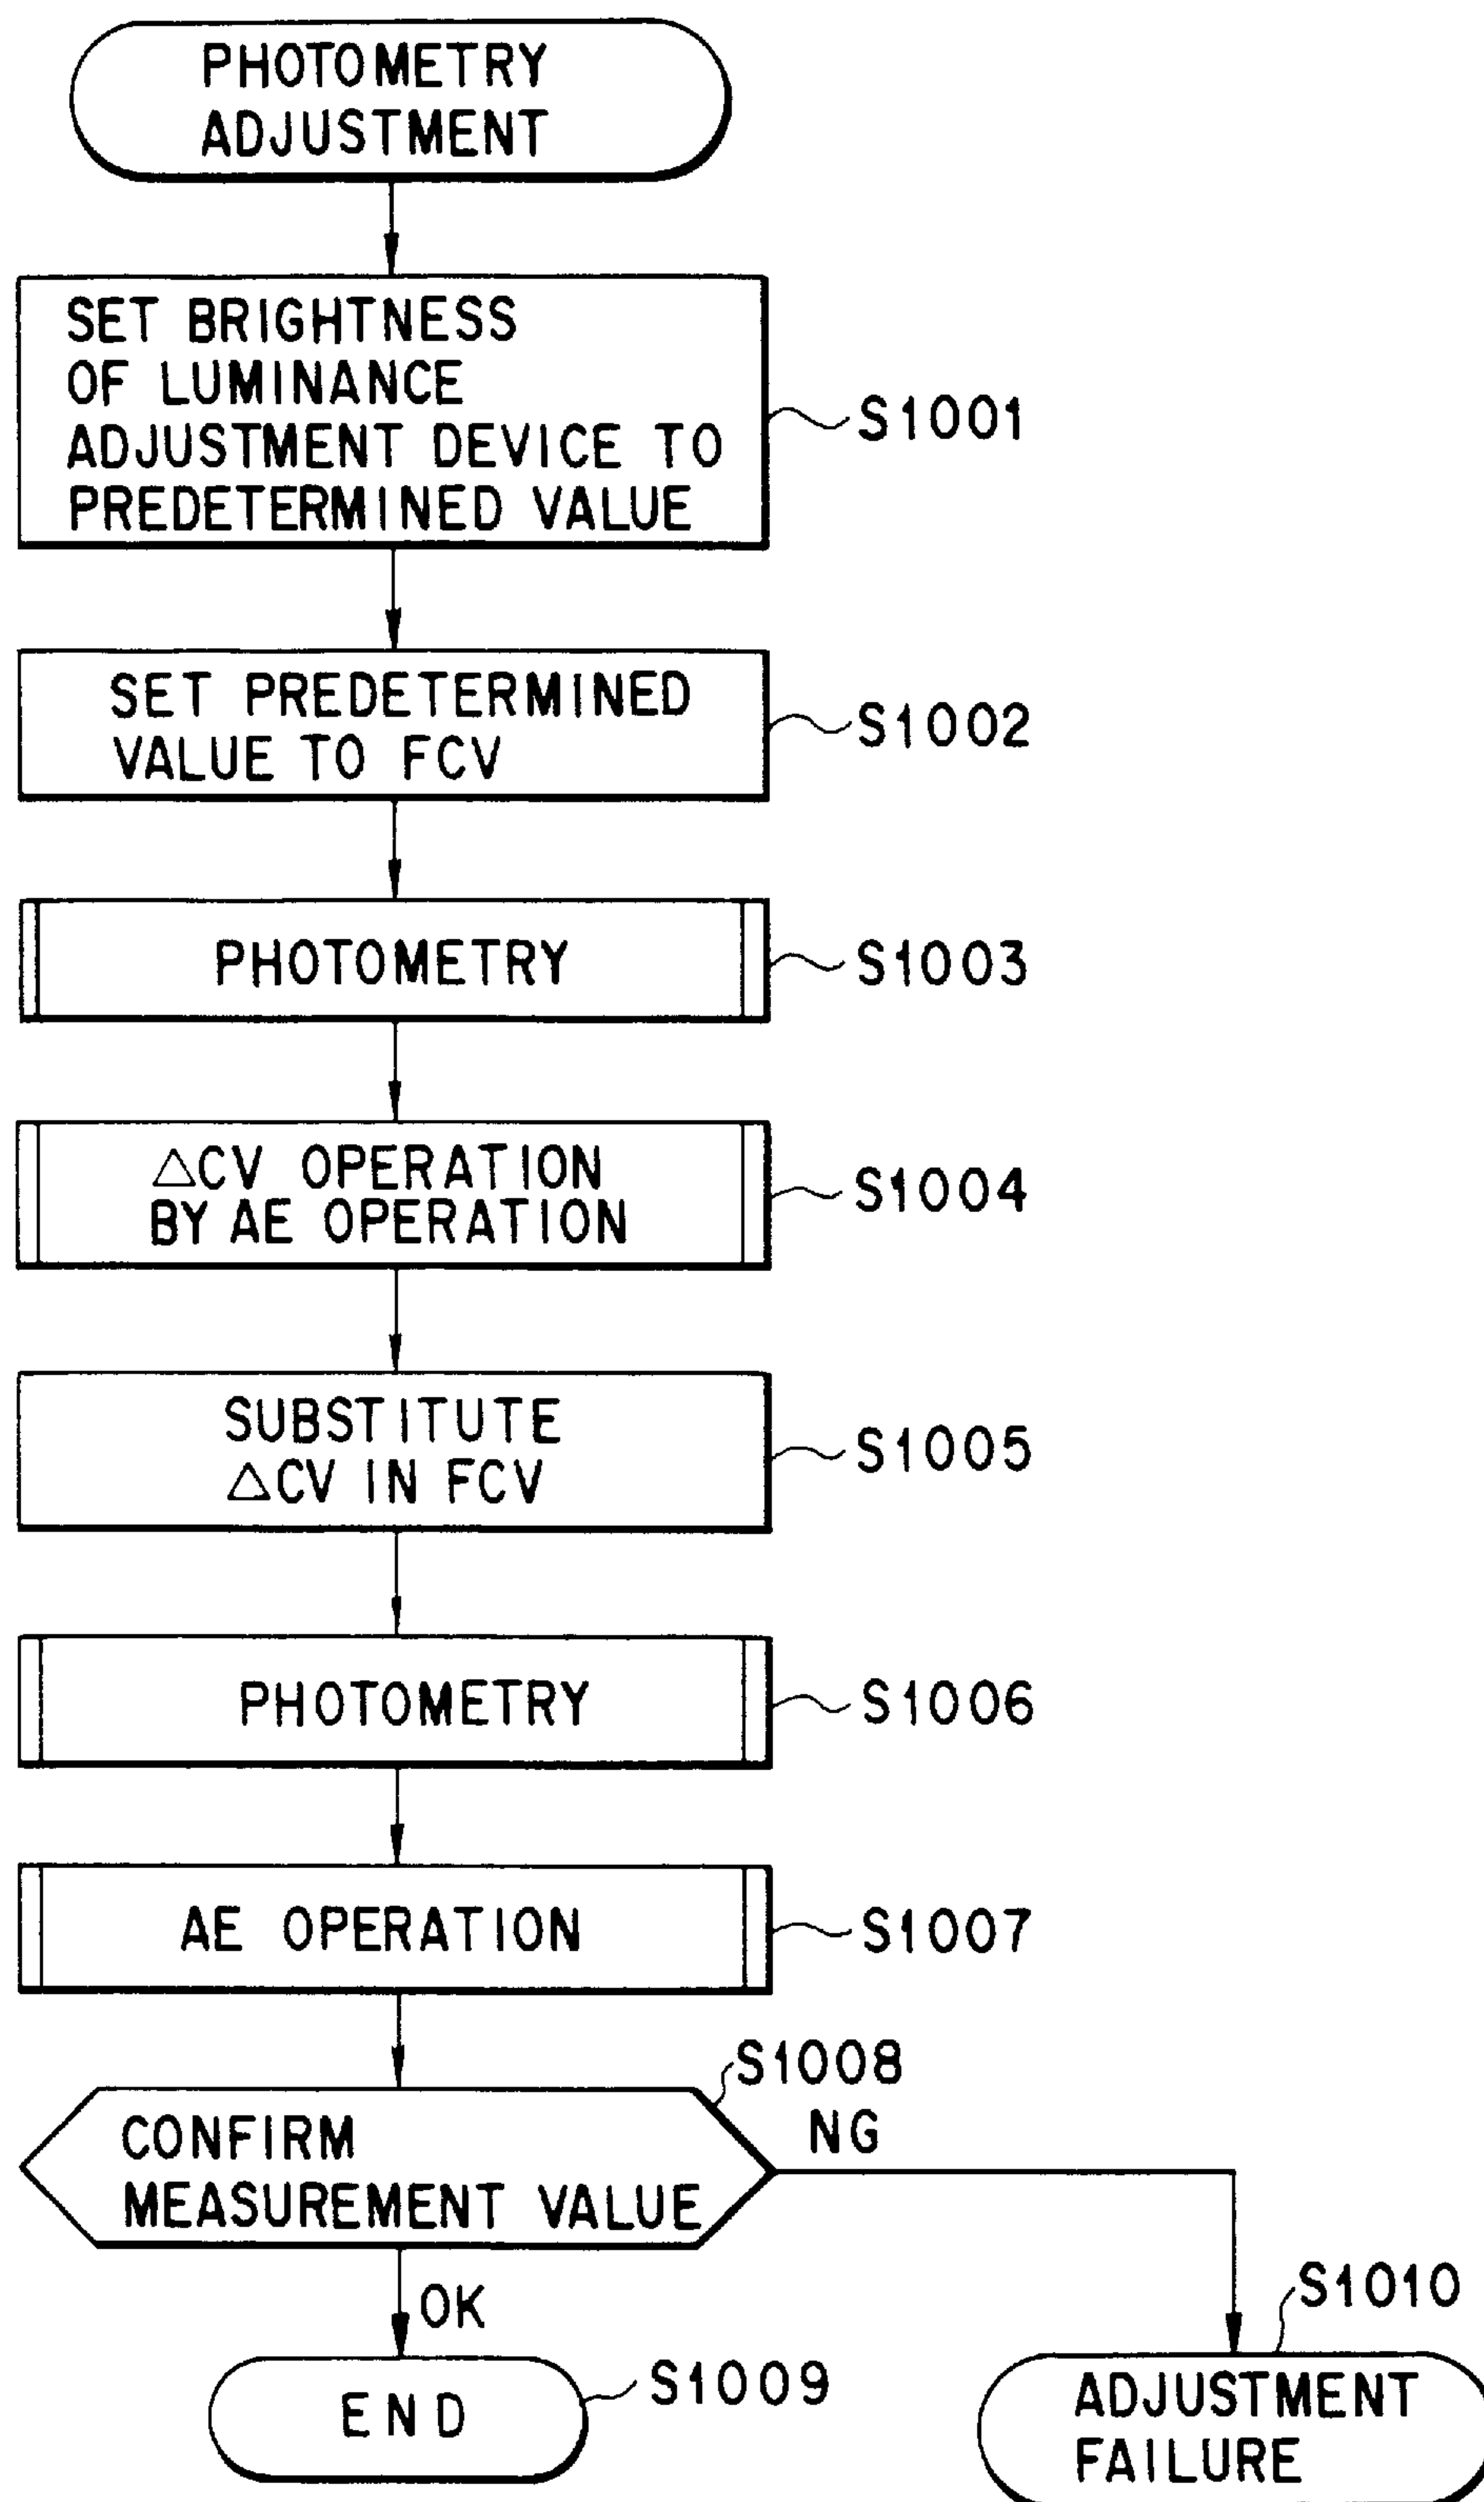 PHOTOMETRY
ADJUSTMENT
SET BRIGHTNESS
OF LUMINANCE
ADJUSTMENT DEVICE TO
PREDETERMINED VALUE
S1001
SET PREDETERMINED
VALUE TO FCV
S1002
PHOTOMETRY
S1003
△CV OPERATION
BY AE OPERATION
S1004
SUBSTITUTE
△CV IN FCV
S1005
PHOTOMETRY
S1006
AE OPERATION
S1007
S1008
CONFIRM
MEASUREMENT VALUE
NG
OK
END
S1009
S1010
ADJUSTMENT
FAILURE